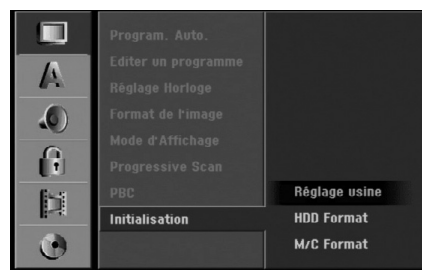 Program. Auto.
Editer un programme
Réglage Horloge
Format de l'image
Mode d'Affichage
Progressive Scan
PBC
Initialisation
Réglage usine
HDD Format
M/C Format